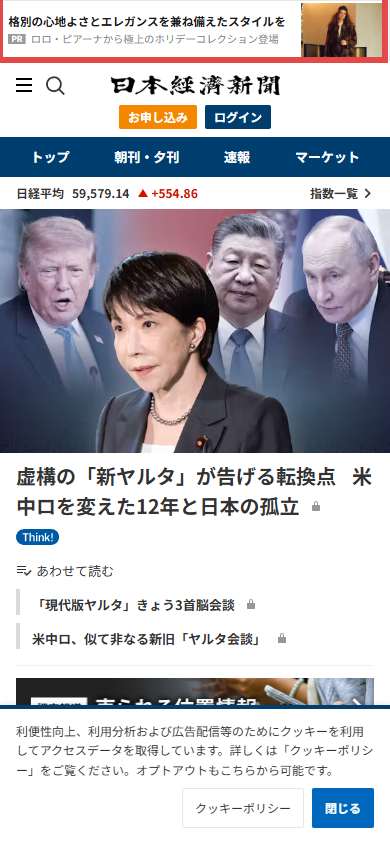 格別の心地よさとエレガンスを兼ね備えたスタイルを
PR ロロ・ピアーナから極上のホリデーコレクション登場
日本経済新聞
お申し込み ログイン
トップ 朝刊・夕刊 速報 マーケット
日経平均 59,579.14 ▲ +554.86 指数一覧
虚構の「新ヤルタ」が告げる転換点 米
中ロを変えた12年と日本の孤立
Think!
あわせて読む
「現代版ヤルタ」きょう3首脳会談
米中ロ、似て非なる新旧「ヤルタ会談」
利便性向上、利用分析および広告配信等のためにクッキーを利用
してアクセスデータを取得しています。詳しくは「クッキーポリシ
ー」をご覧ください。オプトアウトもこちらから可能です。
クッキーポリシー 閉じる